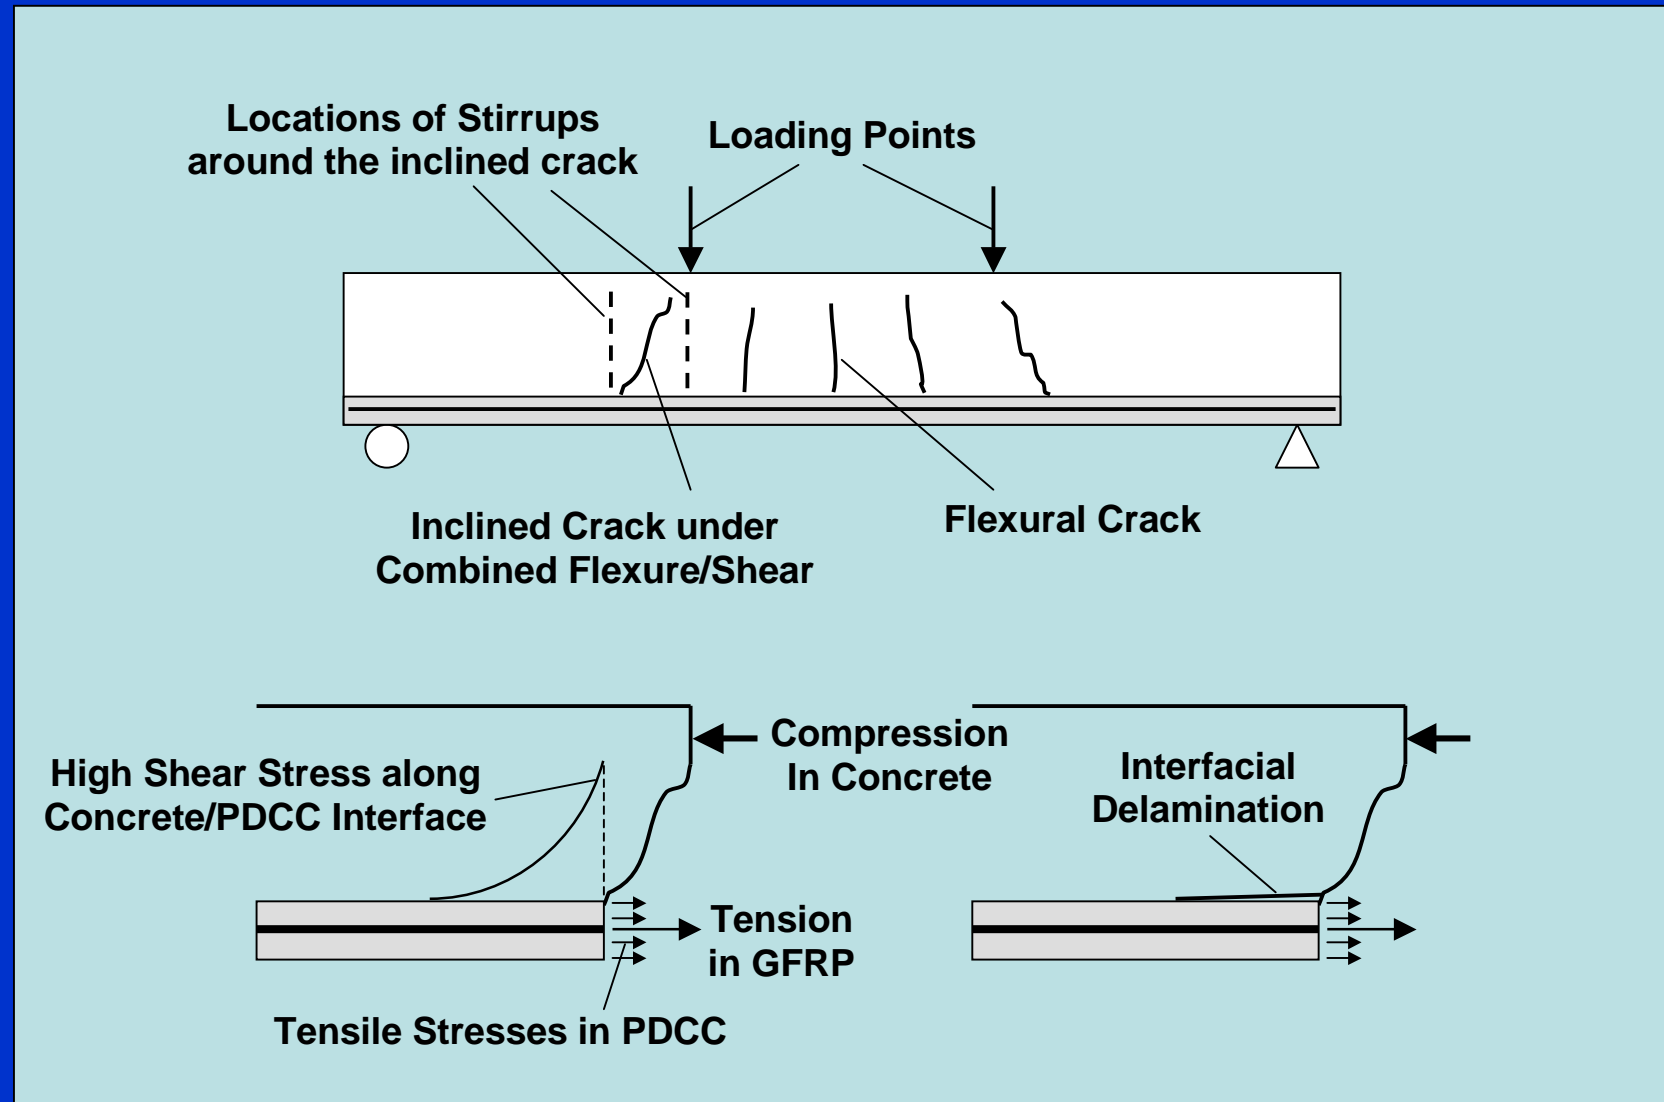 Locations of Stirrups
around the inclined crack
Loading Points
Inclined Crack under
Combined Flexure/Shear
Flexural Crack
High Shear Stress along
Concrete/PDCC Interface
Compression
In Concrete
Tension
in GFRP
Tensile Stresses in PDCC
Interfacial
Delamination